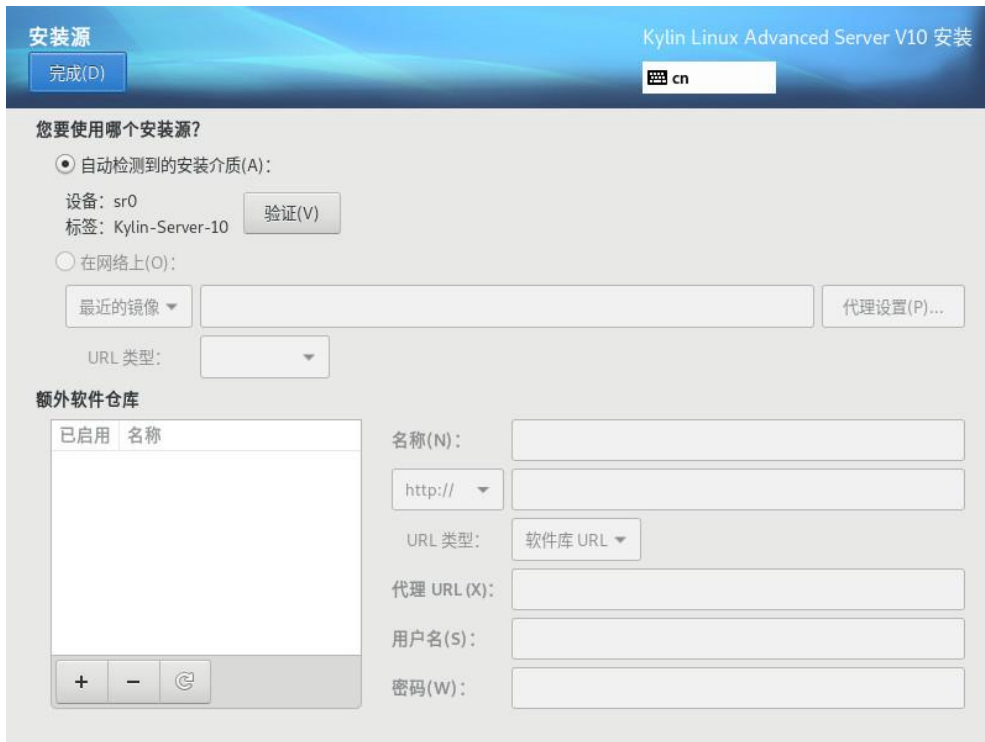 安装源
Kylin Linux Advanced Server V10 安装
完成(D)
cn
您要使用哪个安装源？
自动检测到的安装介质(A)：
设备：sr0
标签：Kylin-Server-10
验证(V)
在网络上(O)：
最近的镜像
代理设置(P)...
URL 类型：
额外软件仓库
已启用 名称
名称(N)：
http://
URL 类型：
软件库 URL
代理 URL (X)：
用户名(S)：
密码(W)：